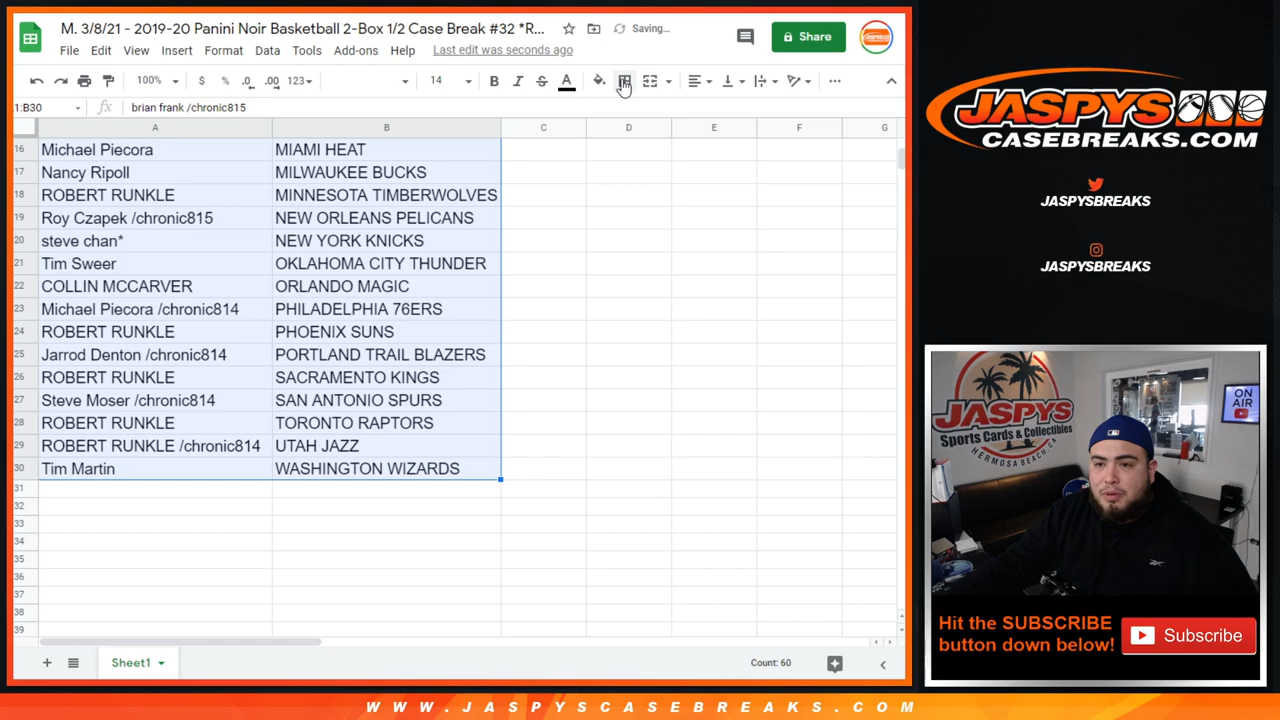 M. 3/8/21 - 2019-20 Panini Noir Basketball 2-Box 1/2 Case Break #32 *R...
Saving...
Share
File Edit View Insert Format Data Tools Add-ons Help Last edit was seconds ago
100% $ % .0 .00 123 14 B I S A
1:B30 fx brian frank /chronic815
A B C D E F G
16 Michael Piecora MIAMI HEAT
17 Nancy Ripoll MILWAUKEE BUCKS
18 ROBERT RUNKLE MINNESOTA TIMBERWOLVES
19 Roy Czapek /chronic815 NEW ORLEANS PELICANS
20 steve chan* NEW YORK KNICKS
21 Tim Sweer OKLAHOMA CITY THUNDER
22 COLLIN MCCARVER ORLANDO MAGIC
23 Michael Piecora /chronic814 PHILADELPHIA 76ERS
24 ROBERT RUNKLE PHOENIX SUNS
25 Jarrod Denton /chronic814 PORTLAND TRAIL BLAZERS
26 ROBERT RUNKLE SACRAMENTO KINGS
27 Steve Moser /chronic814 SAN ANTONIO SPURS
28 ROBERT RUNKLE TORONTO RAPTORS
29 ROBERT RUNKLE /chronic814 UTAH JAZZ
30 Tim Martin WASHINGTON WIZARDS
31
32
33
34
35
36
37
38
39
Sheet1
Count: 60
JASPYS
CASEBREAKS.COM
JASPYSBREAKS
JASPYSBREAKS
JASPYS
Sports Cards & Collectibles
HERMOSA BEACH, CA
ON
AIR
Hit the SUBSCRIBE
button down below!
Subscribe
WWW.JASPYSCASEBREAKS.COM